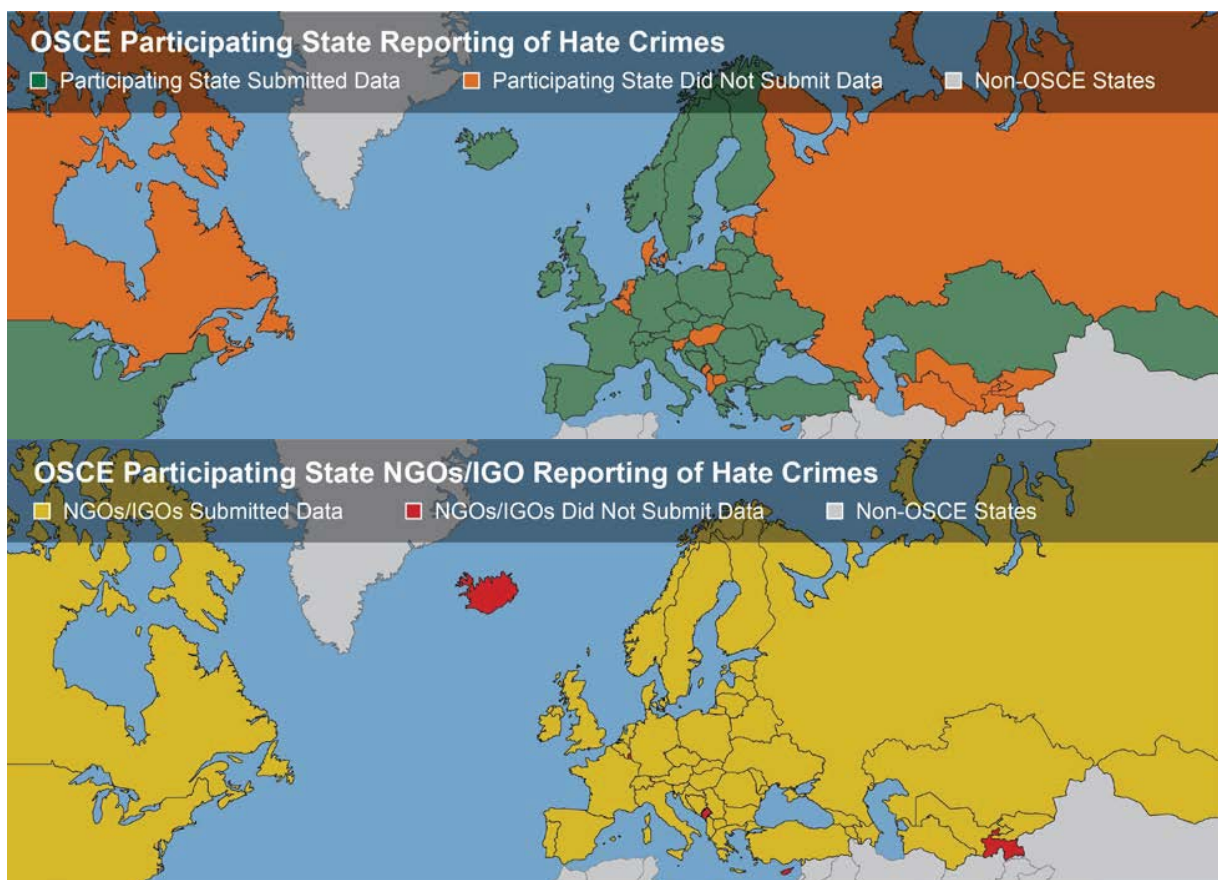 OSCE Participating State Reporting of Hate Crimes
Participating State Submitted Data Participating State Did Not Submit Data Non-OSCE States
OSCE Participating State NGOs/IGO Reporting of Hate Crimes
NGOs/IGOs Submitted Data NGOs/IGOs Did Not Submit Data Non-OSCE States